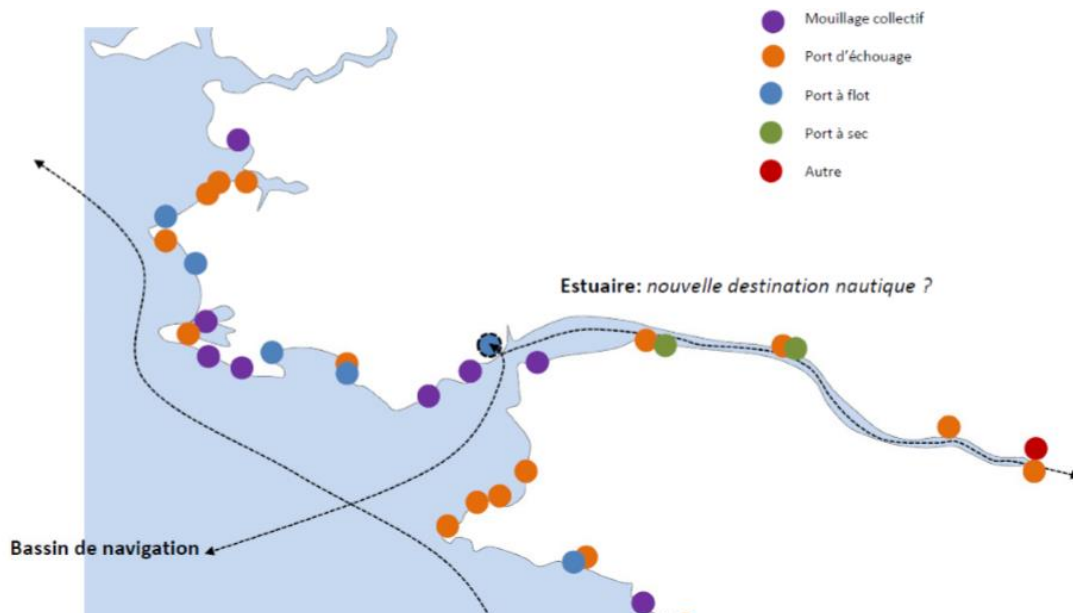 Mouillage collectif
Port d'échouage
Port à flot
Port à sec
Autre
Estuaire: nouvelle destination nautique ?
Bassin de navigation